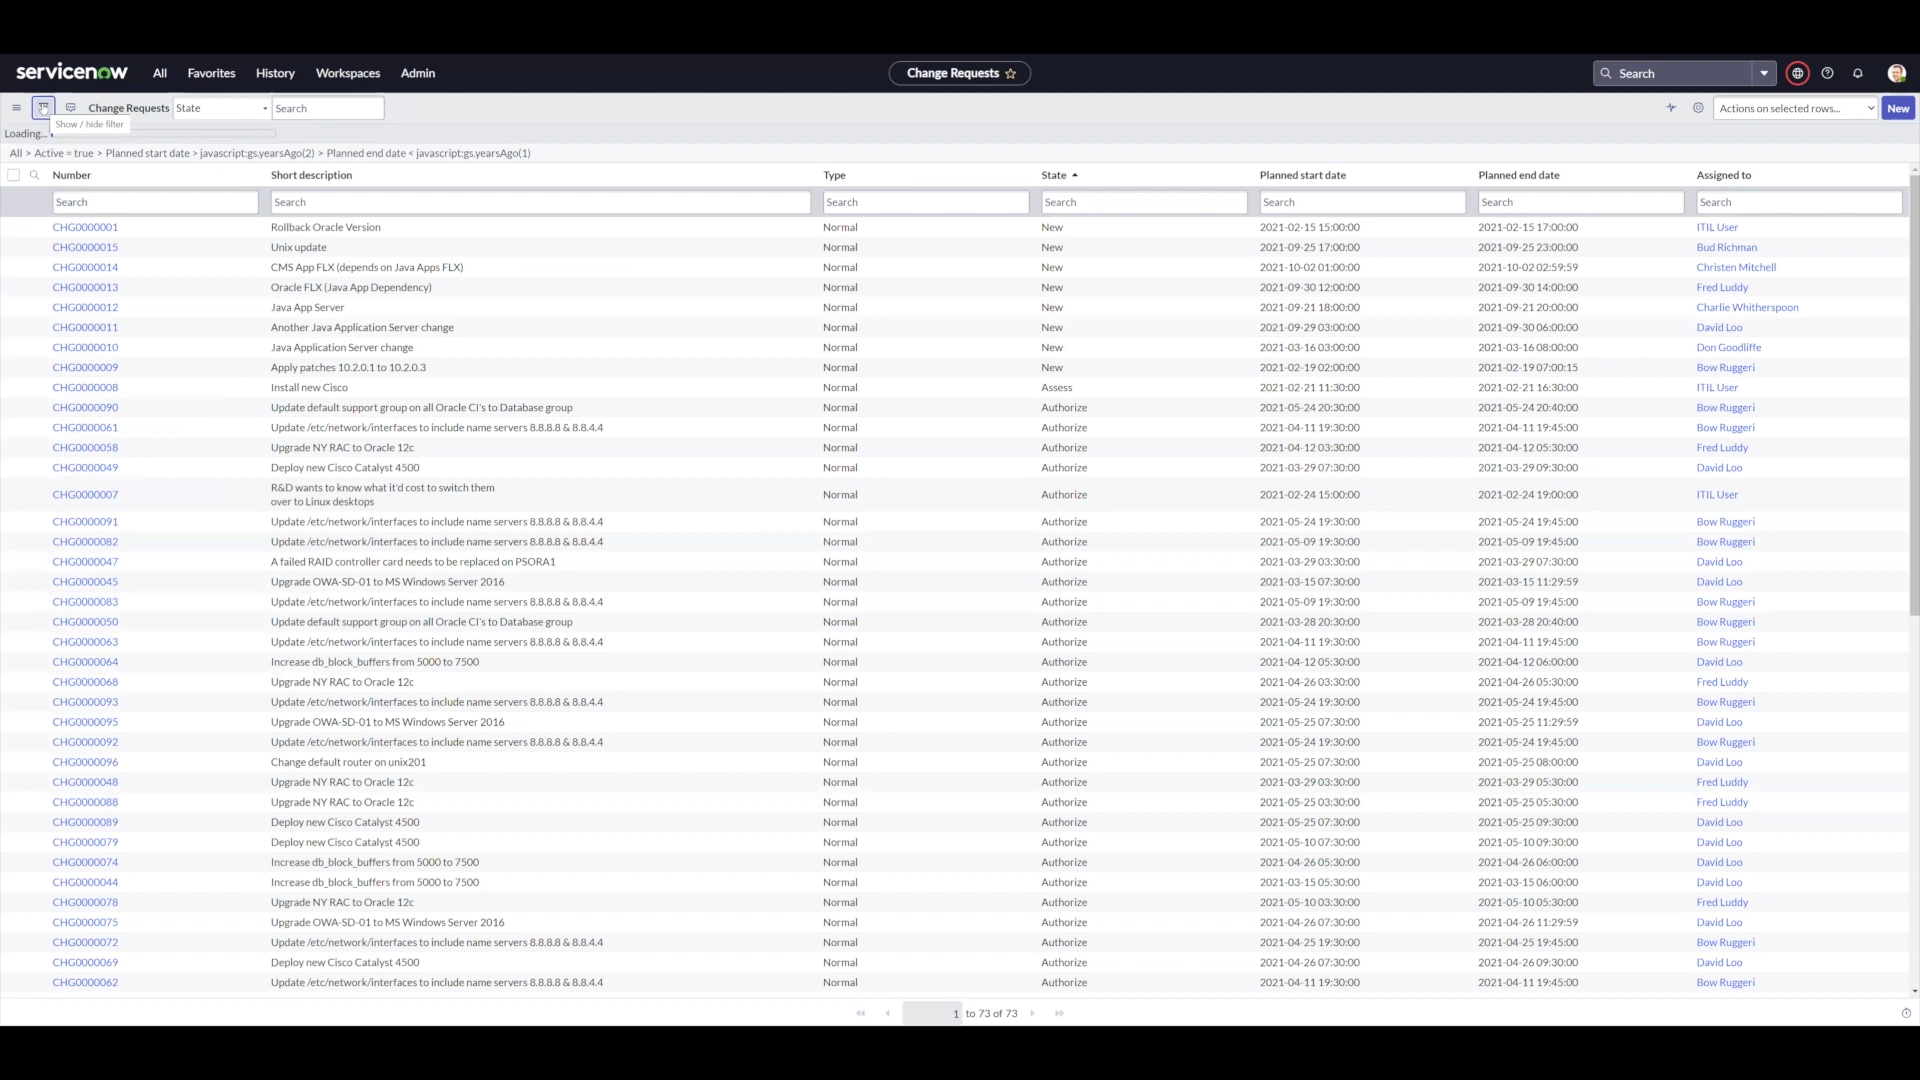 servicenow All Favorites History Workspaces Admin Change Requests Search
Change Requests State Search Actions on selected rows... New
Show / hide filter
Loading...
All > Active = true > Planned start date > javascript:gs.yearsAgo(2) > Planned end date < javascript:gs.yearsAgo(1)
Number Short description Type State Planned start date Planned end date Assigned to
Search Search Search Search Search Search Search
CHG0000001 Rollback Oracle Version Normal New 2021-02-15 15:00:00 2021-02-15 17:00:00 ITIL User
CHG0000015 Unix update Normal New 2021-09-25 17:00:00 2021-09-25 23:00:00 Bud Richman
CHG0000014 CMS App FLX (depends on Java Apps FLX) Normal New 2021-10-02 01:00:00 2021-10-02 02:59:59 Christen Mitchell
CHG0000013 Oracle FLX (Java App Dependency) Normal New 2021-09-30 12:00:00 2021-09-30 14:00:00 Fred Luddy
CHG0000012 Java App Server Normal New 2021-09-21 18:00:00 2021-09-21 20:00:00 Charlie Whitherspoon
CHG0000011 Another Java Application Server change Normal New 2021-09-29 03:00:00 2021-09-30 06:00:00 David Loo
CHG0000010 Java Application Server change Normal New 2021-03-16 03:00:00 2021-03-16 08:00:00 Don Goodliffe
CHG0000009 Apply patches 10.2.0.1 to 10.2.0.3 Normal New 2021-02-19 02:00:00 2021-02-19 07:00:15 Bow Ruggeri
CHG0000008 Install new Cisco Normal Assess 2021-02-21 11:30:00 2021-02-21 16:30:00 ITIL User
CHG0000090 Update default support group on all Oracle CI's to Database group Normal Authorize 2021-05-24 20:30:00 2021-05-24 20:40:00 Bow Ruggeri
CHG0000061 Update /etc/network/interfaces to include name servers 8.8.8.8 & 8.8.4.4 Normal Authorize 2021-04-11 19:30:00 2021-04-11 19:45:00 Bow Ruggeri
CHG0000058 Upgrade NY RAC to Oracle 12c Normal Authorize 2021-04-12 03:30:00 2021-04-12 05:30:00 Fred Luddy
CHG0000049 Deploy new Cisco Catalyst 4500 Normal Authorize 2021-03-29 07:30:00 2021-03-29 09:30:00 David Loo
CHG0000007 R&D wants to know what it'd cost to switch them Normal Authorize 2021-02-24 15:00:00 2021-02-24 19:00:00 ITIL User
over to Linux desktops
CHG0000091 Update /etc/network/interfaces to include name servers 8.8.8.8 & 8.8.4.4 Normal Authorize 2021-05-24 19:30:00 2021-05-24 19:45:00 Bow Ruggeri
CHG0000082 Update /etc/network/interfaces to include name servers 8.8.8.8 & 8.8.4.4 Normal Authorize 2021-05-09 19:30:00 2021-05-09 19:45:00 Bow Ruggeri
CHG0000047 A failed RAID controller card needs to be replaced on PSORA1 Normal Authorize 2021-03-29 03:30:00 2021-03-29 07:30:00 David Loo
CHG0000045 Upgrade OWA-SD-01 to MS Windows Server 2016 Normal Authorize 2021-03-15 07:30:00 2021-03-15 11:29:59 David Loo
CHG0000083 Update /etc/network/interfaces to include name servers 8.8.8.8 & 8.8.4.4 Normal Authorize 2021-05-09 19:30:00 2021-05-09 19:45:00 Bow Ruggeri
CHG0000050 Update default support group on all Oracle CI's to Database group Normal Authorize 2021-03-28 20:30:00 2021-03-28 20:40:00 Bow Ruggeri
CHG0000063 Update /etc/network/interfaces to include name servers 8.8.8.8 & 8.8.4.4 Normal Authorize 2021-04-11 19:30:00 2021-04-11 19:45:00 Bow Ruggeri
CHG0000064 Increase db_block_buffers from 5000 to 7500 Normal Authorize 2021-04-12 05:30:00 2021-04-12 06:00:00 David Loo
CHG0000068 Upgrade NY RAC to Oracle 12c Normal Authorize 2021-04-26 03:30:00 2021-04-26 05:30:00 Fred Luddy
CHG0000093 Update /etc/network/interfaces to include name servers 8.8.8.8 & 8.8.4.4 Normal Authorize 2021-05-24 19:30:00 2021-05-24 19:45:00 Bow Ruggeri
CHG0000095 Upgrade OWA-SD-01 to MS Windows Server 2016 Normal Authorize 2021-05-25 07:30:00 2021-05-25 11:29:59 David Loo
CHG0000092 Update /etc/network/interfaces to include name servers 8.8.8.8 & 8.8.4.4 Normal Authorize 2021-05-24 19:30:00 2021-05-24 19:45:00 Bow Ruggeri
CHG0000096 Change default router on unix201 Normal Authorize 2021-05-25 07:30:00 2021-05-25 08:00:00 David Loo
CHG0000048 Upgrade NY RAC to Oracle 12c Normal Authorize 2021-03-29 03:30:00 2021-03-29 05:30:00 Fred Luddy
CHG0000088 Upgrade NY RAC to Oracle 12c Normal Authorize 2021-05-25 03:30:00 2021-05-25 05:30:00 Fred Luddy
CHG0000089 Deploy new Cisco Catalyst 4500 Normal Authorize 2021-05-25 07:30:00 2021-05-25 09:30:00 David Loo
CHG0000079 Deploy new Cisco Catalyst 4500 Normal Authorize 2021-05-10 07:30:00 2021-05-10 09:30:00 David Loo
CHG0000074 Increase db_block_buffers from 5000 to 7500 Normal Authorize 2021-04-26 05:30:00 2021-04-26 06:00:00 David Loo
CHG0000044 Increase db_block_buffers from 5000 to 7500 Normal Authorize 2021-03-15 05:30:00 2021-03-15 06:00:00 David Loo
CHG0000078 Upgrade NY RAC to Oracle 12c Normal Authorize 2021-05-10 03:30:00 2021-05-10 05:30:00 Fred Luddy
CHG0000075 Upgrade OWA-SD-01 to MS Windows Server 2016 Normal Authorize 2021-04-26 07:30:00 2021-04-26 11:29:59 David Loo
CHG0000072 Update /etc/network/interfaces to include name servers 8.8.8.8 & 8.8.4.4 Normal Authorize 2021-04-25 19:30:00 2021-04-25 19:45:00 Bow Ruggeri
CHG0000069 Deploy new Cisco Catalyst 4500 Normal Authorize 2021-04-26 07:30:00 2021-04-26 09:30:00 David Loo
CHG0000062 Update /etc/network/interfaces to include name servers 8.8.8.8 & 8.8.4.4 Normal Authorize 2021-04-11 19:30:00 2021-04-11 19:45:00 Bow Ruggeri
1 to 73 of 73